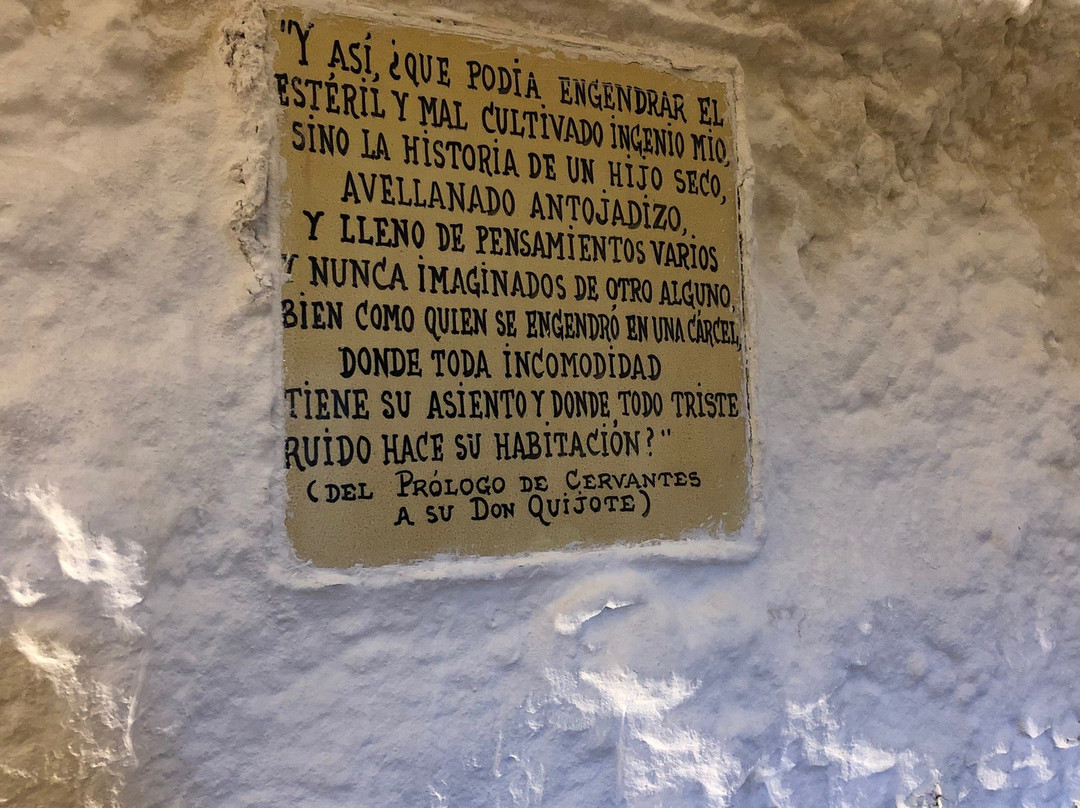 "Y ASÍ, ¿QUE PODÍA ENGENDRAR EL
ESTÉRIL Y MAL CULTIVADO INGENIO MIO,
SINO LA HISTORIA DE UN HIJO SECO,
AVELLANADO ANTOJADIZO,
Y LLENO DE PENSAMIENTOS VARIOS
Y NUNCA IMAGINADOS DE OTRO ALGUNO,
BIEN COMO QUIEN SE ENGENDRÓ EN UNA CÁRCEL,
DONDE TODA INCOMODIDAD
TIENE SU ASIENTO Y DONDE TODO TRISTE
RUIDO HACE SU HABITACIÓN?"
(DEL PRÓLOGO DE CERVANTES
A SU DON QUIJOTE)